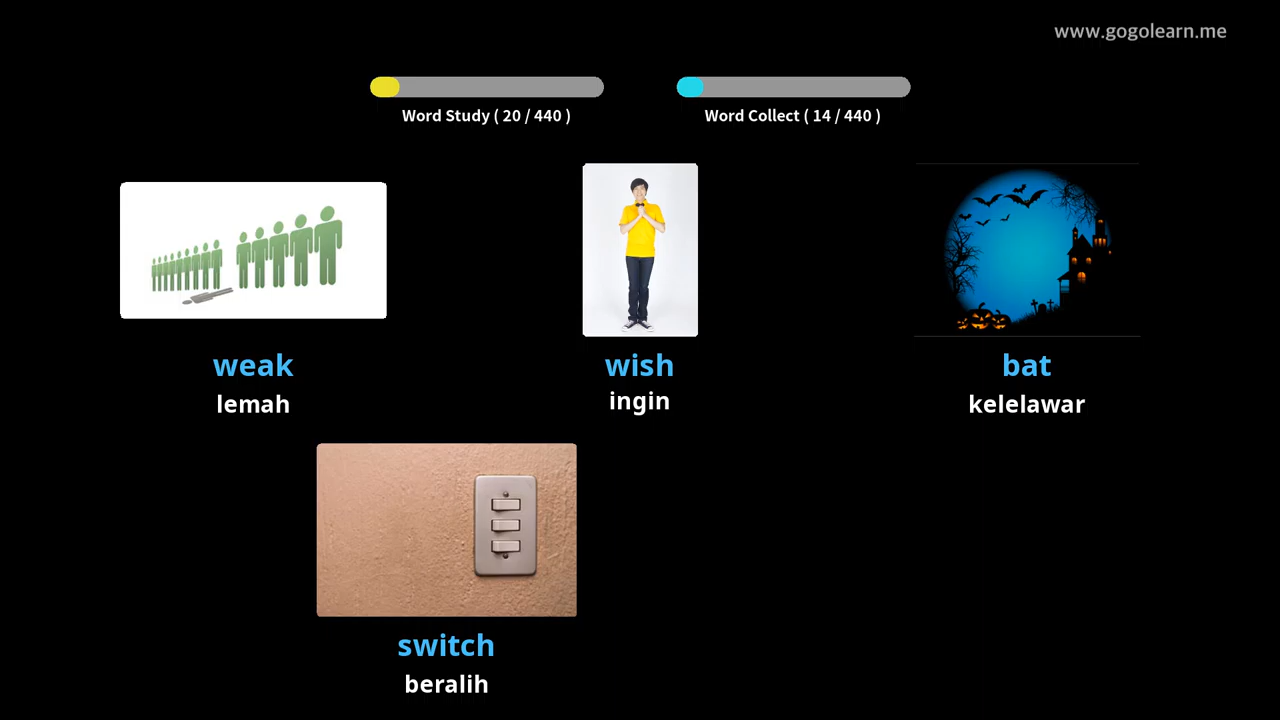 www.gogolearn.me
Word Study ( 20 / 440 )
Word Collect ( 14 / 440 )
weak
lemah
wish
ingin
bat
kelelawar
switch
beralih